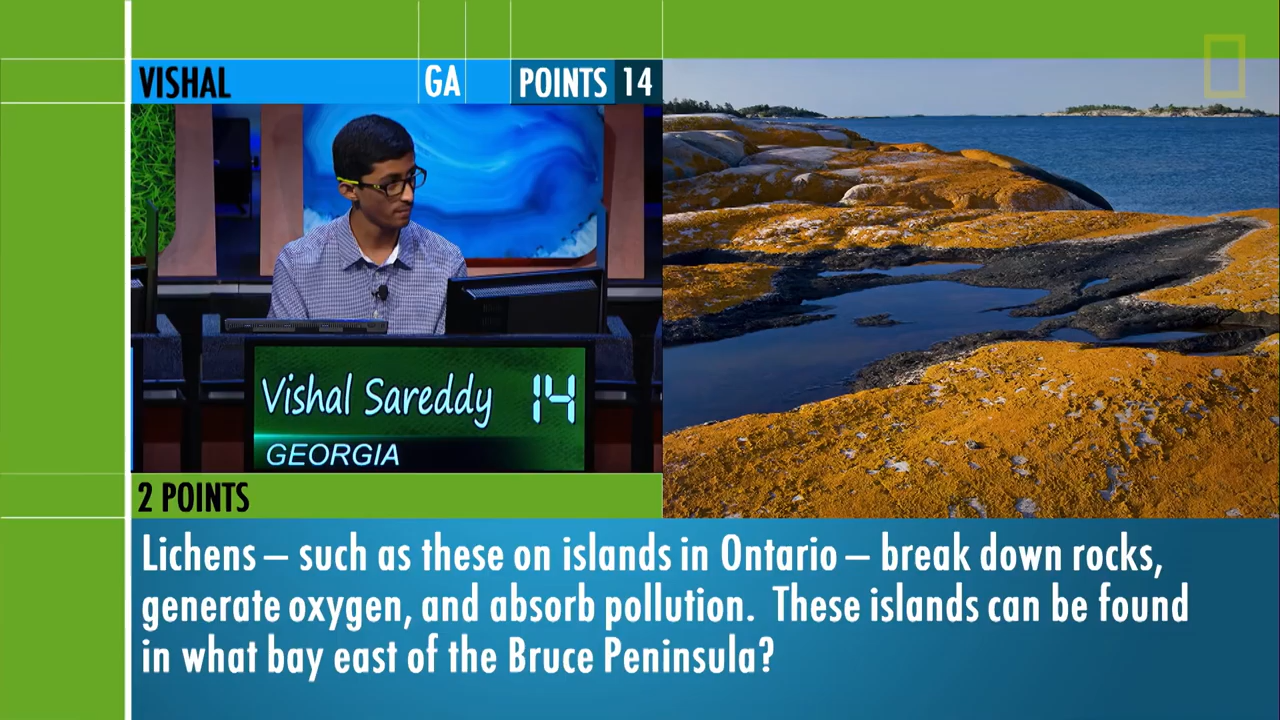 VISHAL GA POINTS 14
Vishal Sareddy 14
GEORGIA
2 POINTS
Lichens – such as these on islands in Ontario – break down rocks,
generate oxygen, and absorb pollution. These islands can be found
in what bay east of the Bruce Peninsula?